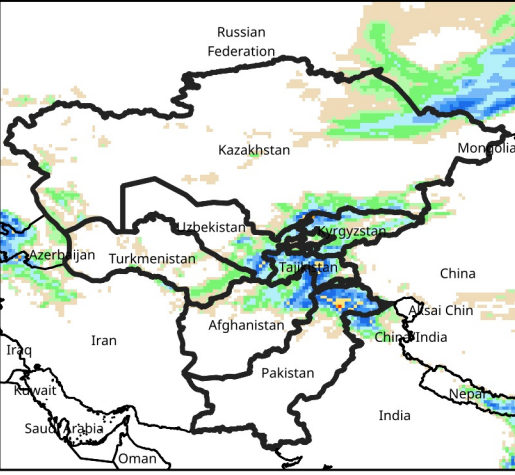 Russian
Federation
Kazakhstan
Mongolia
Uzbekistan
Kyrgyzstan
Azerbaijan
Turkmenistan
Tajikistan
China
Aksai Chin
Afghanistan
China/India
Iran
Iraq
Pakistan
Kuwait
Nepal
India
Saudi Arabia
Oman